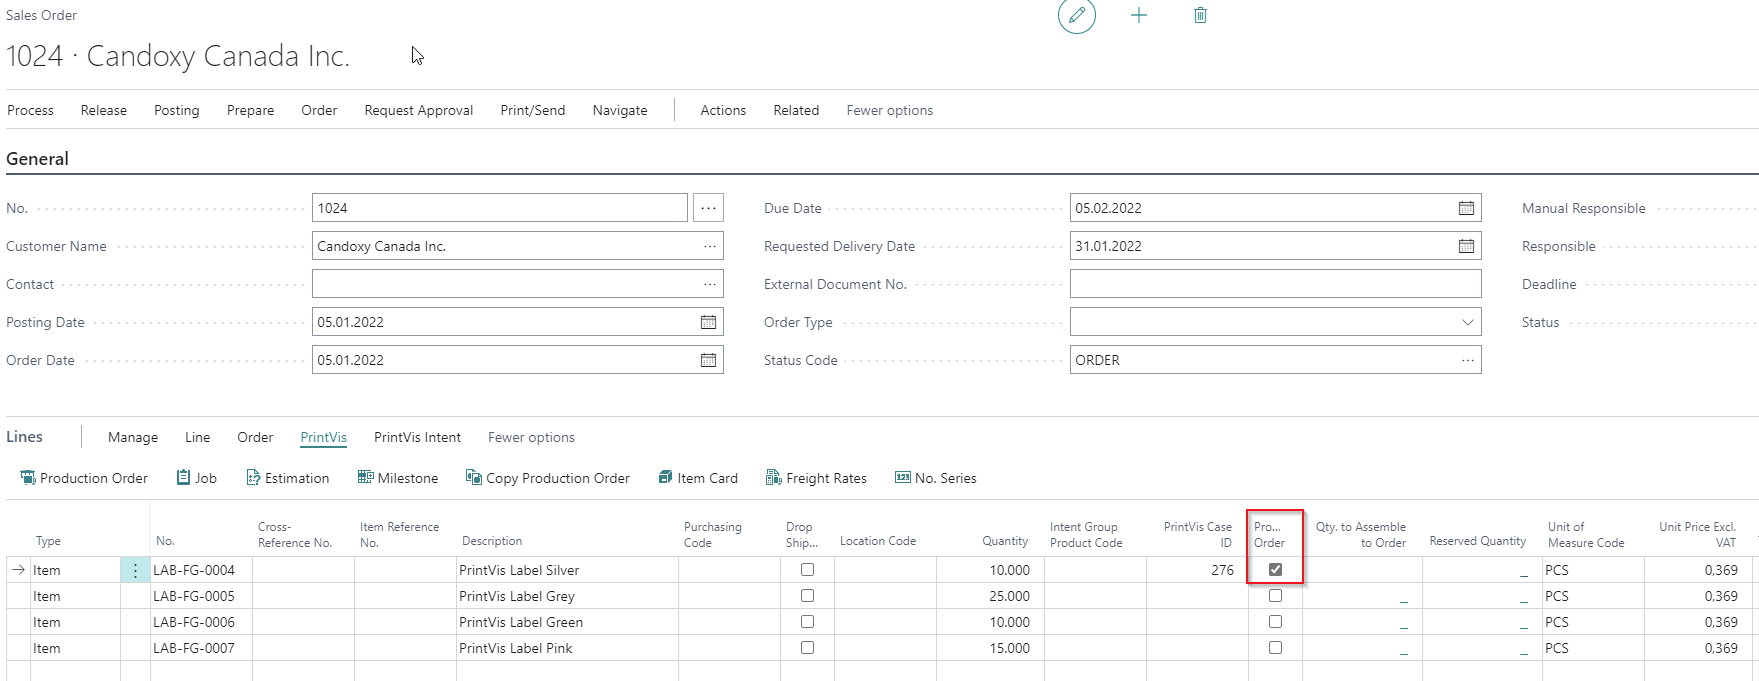 Sales Order
1024 · Candoxy Canada Inc.
Process Release Posting Prepare Order Request Approval Print/Send Navigate Actions Related Fewer options
General
No. 1024 ... Due Date 05.02.2022 Manual Responsible
Customer Name Candoxy Canada Inc. ... Requested Delivery Date 31.01.2022 Responsible
Contact ... External Document No. Deadline
Posting Date 05.01.2022 Order Type Status
Order Date 05.01.2022 Status Code ORDER ...
Lines Manage Line Order PrintVis PrintVis Intent Fewer options
Production Order Job Estimation Milestone Copy Production Order Item Card Freight Rates 123 No. Series
Cross- Item Reference Purchasing Drop Intent Group PrintVis Case Pro... Qty. to Assemble Unit of Unit Price Excl.
Type No. Reference No. No. Description Code Ship... Location Code Quantity Product Code ID Order to Order Reserved Quantity Measure Code VAT
Item LAB-FG-0004 PrintVis Label Silver 10.000 276 _ PCS 0,369
Item LAB-FG-0005 PrintVis Label Grey 25.000 _ _ PCS 0,369
Item LAB-FG-0006 PrintVis Label Green 10.000 _ _ PCS 0,369
Item LAB-FG-0007 PrintVis Label Pink 15.000 _ _ PCS 0,369